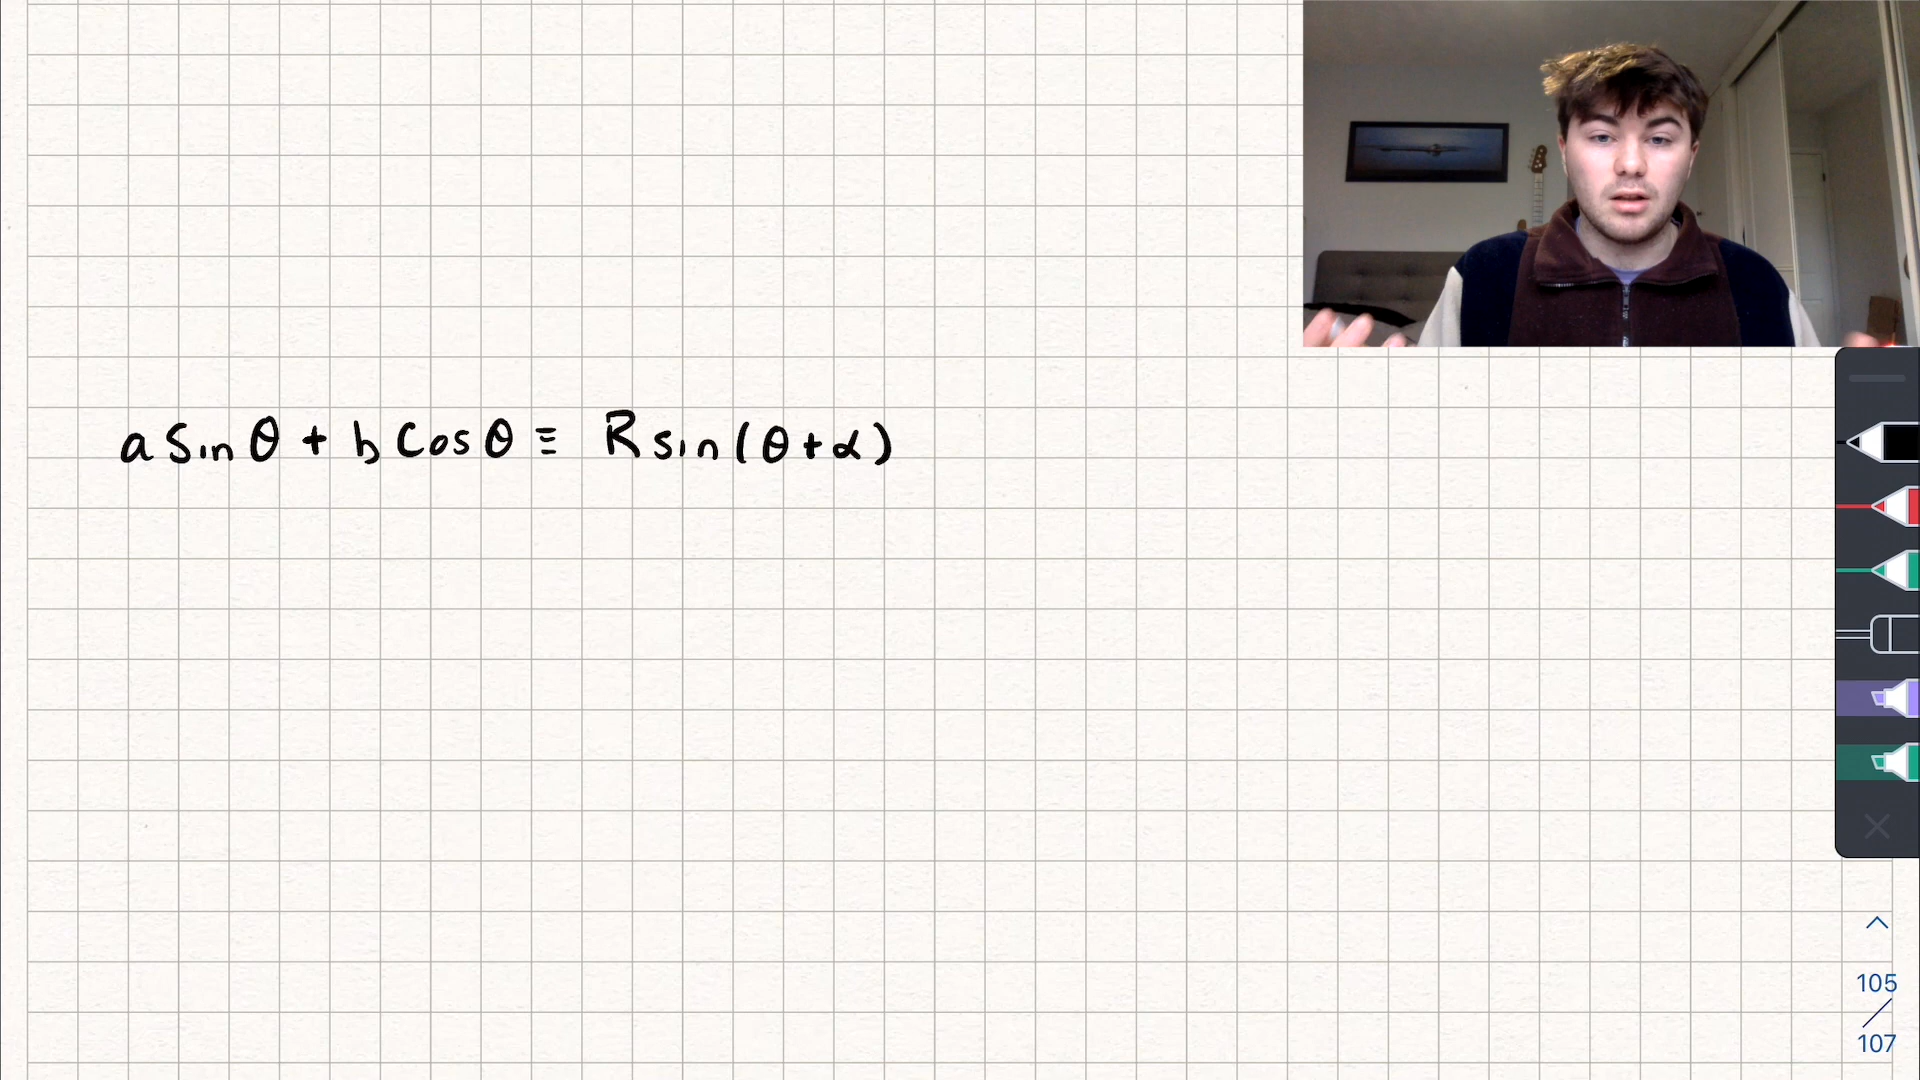 a sin θ + b cos θ ≡ R sin(θ + α)
105
/
107